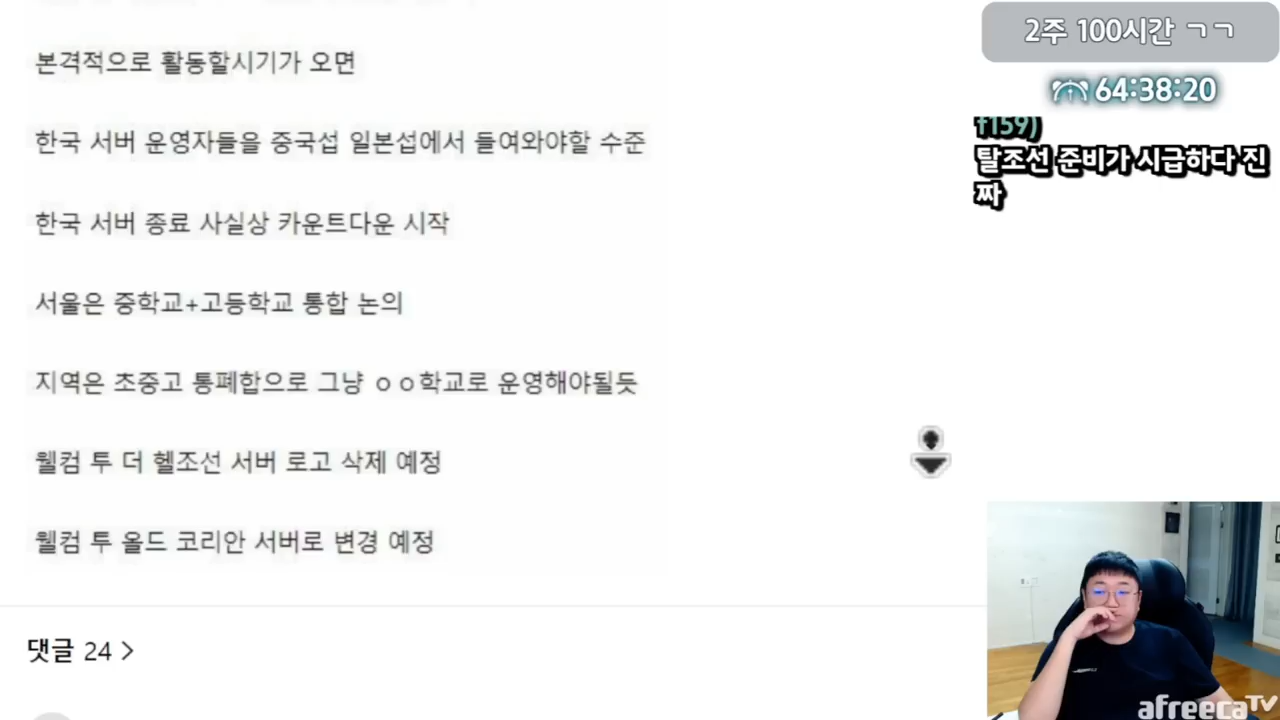 본격적으로 활동할시기가 오면
한국 서버 운영자들을 중국섭 일본섭에서 들여와야할 수준
한국 서버 종료 사실상 카운트다운 시작
서울은 중학교+고등학교 통합 논의
지역은 초중고 통폐합으로 그냥 ㅇㅇ학교로 운영해야될듯
웰컴 투 더 헬조선 서버 로고 삭제 예정
웰컴 투 올드 코리안 서버로 변경 예정
댓글 24 >
2주 100시간 ㄱㄱ
64:38:20
f159)
탈조선 준비가 시급하다 진
짜
afreecaTV